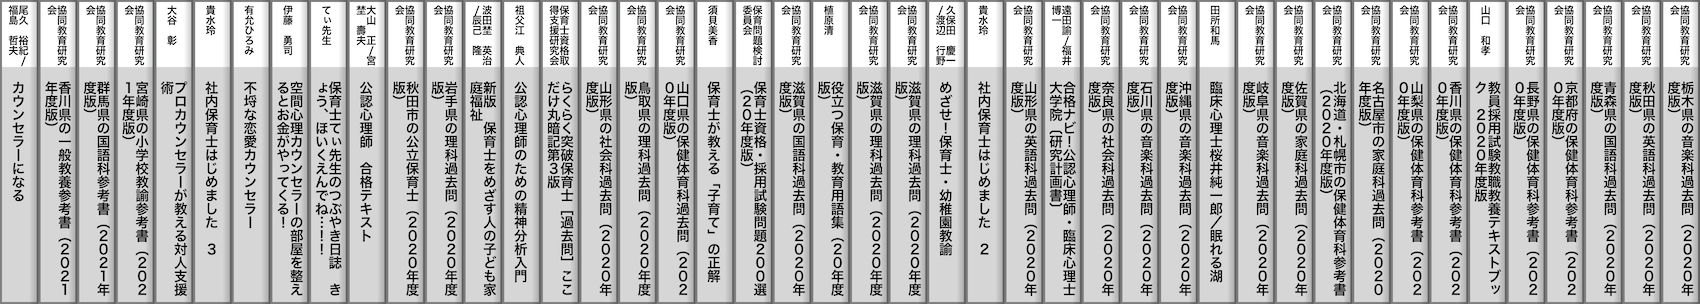 協同教育研究
会
栃木県の国語科過去問（２０２０年
度版）
協同教育研究
会
秋田県の英語科過去問（２０２０年
度版）
協同教育研究
会
青森県の国語科過去問（２０２０年
度版）
協同教育研究
会
京都府の保健体育科参考書（２０２
０年度版）
協同教育研究
会
長野県の保健体育科参考書（２０２
０年度版）
山口　和孝
教員採用試験教職教養テキストブッ
ク　２０２０年度版
協同教育研究
会
香川県の保健体育科参考書（２０２
０年度版）
協同教育研究
会
山梨県の保健体育科参考書（２０２
０年度版）
協同教育研究
会
名古屋市の家庭科過去問（２０２０
年度版）
協同教育研究
会
北海道・札幌市の保健体育科参考書
（２０２０年度版）
協同教育研究
会
佐賀県の家庭科過去問（２０２０年
度版）
協同教育研究
会
岐阜県の音楽科過去問（２０２０年
度版）
田所和馬
臨床心理士桜井純一郎／眠れる湖
協同教育研究
会
沖縄県の音楽科過去問（２０２０年
度版）
協同教育研究
会
石川県の音楽科過去問（２０２０年
度版）
協同教育研究
会
奈良県の社会科過去問（２０２０年
度版）
遠田諭／福井
博一
合格ナビ！公認心理師・臨床心理士
大学院［研究計画書］
協同教育研究
会
山形県の英語科過去問（２０２０年
度版）
貴水玲
社内保育士はじめました　２
久保田　慶一
／渡辺　行野
めざせ！保育士・幼稚園教諭
協同教育研究
会
滋賀県の理科過去問（２０２０年度
版）
協同教育研究
会
滋賀県の理科過去問（２０２０年度
版）
植原清
役立つ保育・教育用語集（２０年度
版）
協同教育研究
会
滋賀県の国語科過去問（２０２０年
度版）
保育問題検討
委員会
保育士資格・採用試験問題２００選
（２０年度版）
須貝美香
保育士が教える「子育て」の正解
協同教育研究
会
山口県の保健体育科過去問（２０２
０年度版）
協同教育研究
会
鳥取県の理科過去問（２０２０年度
版）
協同教育研究
会
山形県の社会科過去問（２０２０年
度版）
保育士資格取
得支援研究会
らくらく突破保育士［過去問］ここ
だけ丸暗記第３版
祖父江　典人
公認心理師のための精神分析入門
波田埜　英治
／辰己　隆
新版　保育士をめざす人の子ども家
庭福祉
協同教育研究
会
岩手県の理科過去問（２０２０年度
版）
協同教育研究
会
秋田市の公立保育士（２０２０年度
版）
大山　正／宮
埜　壽夫
公認心理師　合格テキスト
てぃ先生
保育士てぃ先生のつぶやき日誌　き
ょう、ほいくえんでね…！！
伊藤　勇司
空間心理カウンセラーの部屋を整え
るとお金がやってくる！
有允ひろみ
不埒な恋愛カウンセラー
貴水玲
社内保育士はじめました　３
大谷　彰
プロカウンセラーが教える対人支援
術
協同教育研究
会
宮崎県の小学校教諭参考書（２０２
１年度版）
協同教育研究
会
群馬県の国語科参考書（２０２１年
度版）
協同教育研究
会
香川県の一般教養参考書（２０２１
年度版）
尾久　裕紀／
福島　哲夫
カウンセラーになる